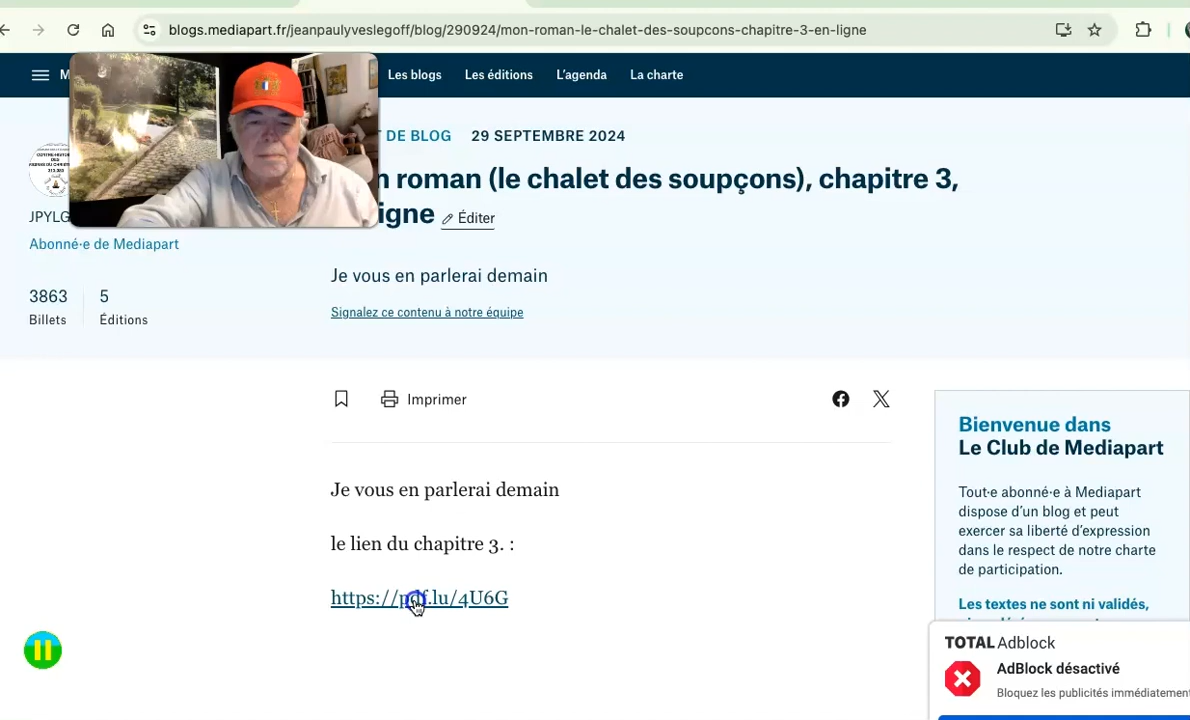 blogs.mediapart.fr/jeanpaulyveslegoff/blog/290924/mon-roman-le-chalet-des-soupcons-chapitre-3-en-ligne
M
Les blogs
Les éditions
L'agenda
La charte
T DE BLOG
29 SEPTEMBRE 2024
n roman (le chalet des soupçons), chapitre 3,
igne
Éditer
JPYLG
Abonné·e de Mediapart
3863
5
Billets
Éditions
Je vous en parlerai demain
Signalez ce contenu à notre équipe
Imprimer
Je vous en parlerai demain
le lien du chapitre 3. :
https://pdf.lu/4U6G
Bienvenue dans
Le Club de Mediapart
Tout·e abonné·e à Mediapart
dispose d'un blog et peut
exercer sa liberté d'expression
dans le respect de notre charte
de participation.
Les textes ne sont ni validés,
TOTAL Adblock
AdBlock désactivé
Bloquez les publicités immédiatement